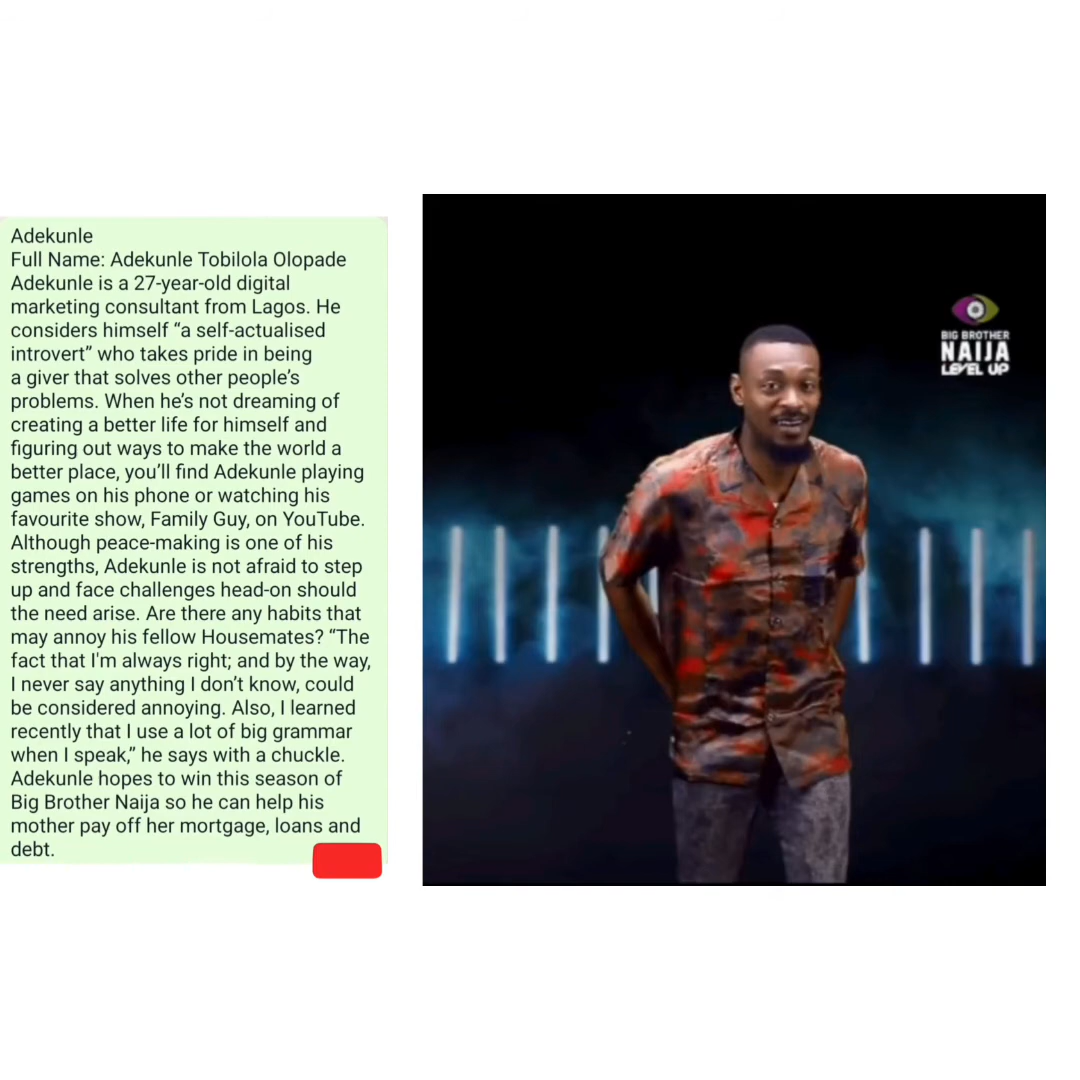 Adekunle
Full Name: Adekunle Tobilola Olopade
Adekunle is a 27-year-old digital
marketing consultant from Lagos. He
considers himself “a self-actualised
introvert” who takes pride in being
a giver that solves other people’s
problems. When he’s not dreaming of
creating a better life for himself and
figuring out ways to make the world a
better place, you’ll find Adekunle playing
games on his phone or watching his
favourite show, Family Guy, on YouTube.
Although peace-making is one of his
strengths, Adekunle is not afraid to step
up and face challenges head-on should
the need arise. Are there any habits that
may annoy his fellow Housemates? “The
fact that I'm always right; and by the way,
I never say anything I don’t know, could
be considered annoying. Also, I learned
recently that I use a lot of big grammar
when I speak,” he says with a chuckle.
Adekunle hopes to win this season of
Big Brother Naija so he can help his
mother pay off her mortgage, loans and
debt.
BIG BROTHER
NAIJA
LEVEL UP